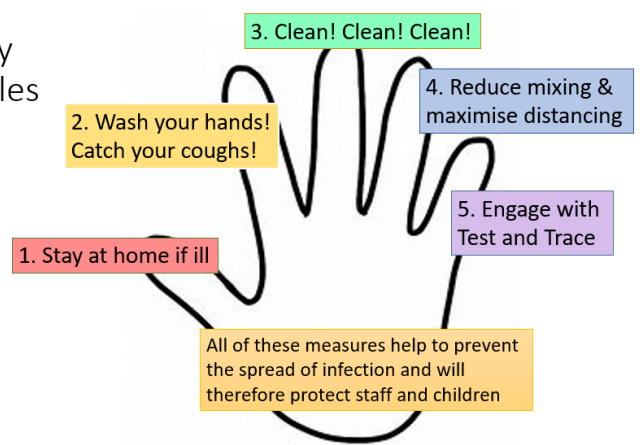 y
les
3. Clean! Clean! Clean!
4. Reduce mixing &
maximise distancing
2. Wash your hands!
Catch your coughs!
5. Engage with
Test and Trace
1. Stay at home if ill
All of these measures help to prevent
the spread of infection and will
therefore protect staff and children